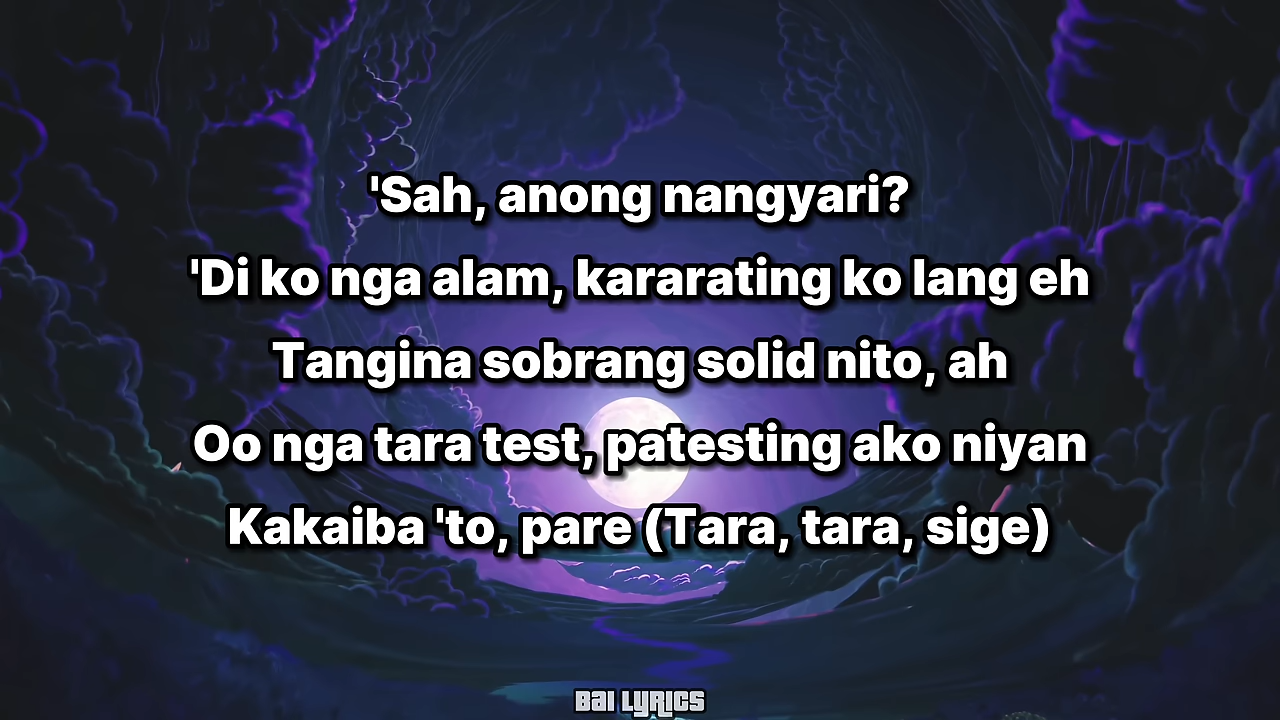 'Sah, anong nangyari?
'Di ko nga alam, kararating ko lang eh
Tangina sobrang solid nito, ah
Oo nga tara test, patesting ako niyan
Kakaiba 'to, pare (Tara, tara, sige)
BAI LYRICS